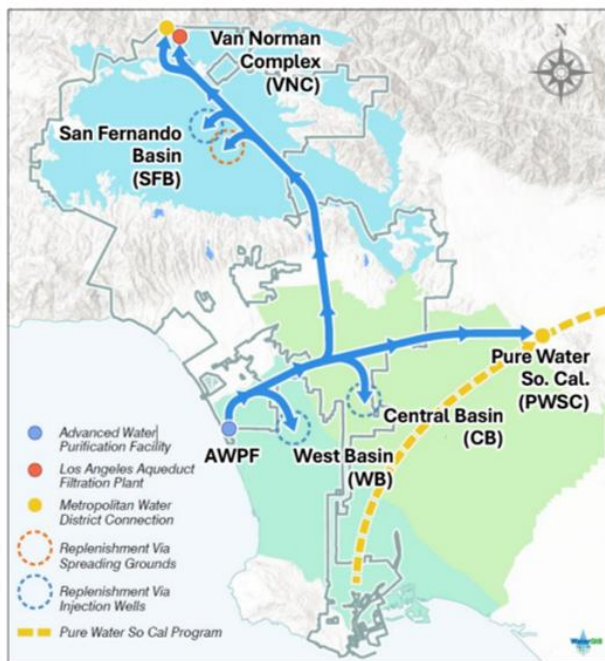 Van Norman
Complex
(VNC)
San Fernando
Basin
(SFB)
Pure Water
So. Cal.
(PWSC)
Central Basin
(CB)
West Basin
(WB)
AWPF
Advanced Water
Purification Facility
Los Angeles Aqueduct
Filtration Plant
Metropolitan Water
District Connection
Replenishment Via
Spreading Grounds
Replenishment Via
Injection Wells
Pure Water So Cal Program